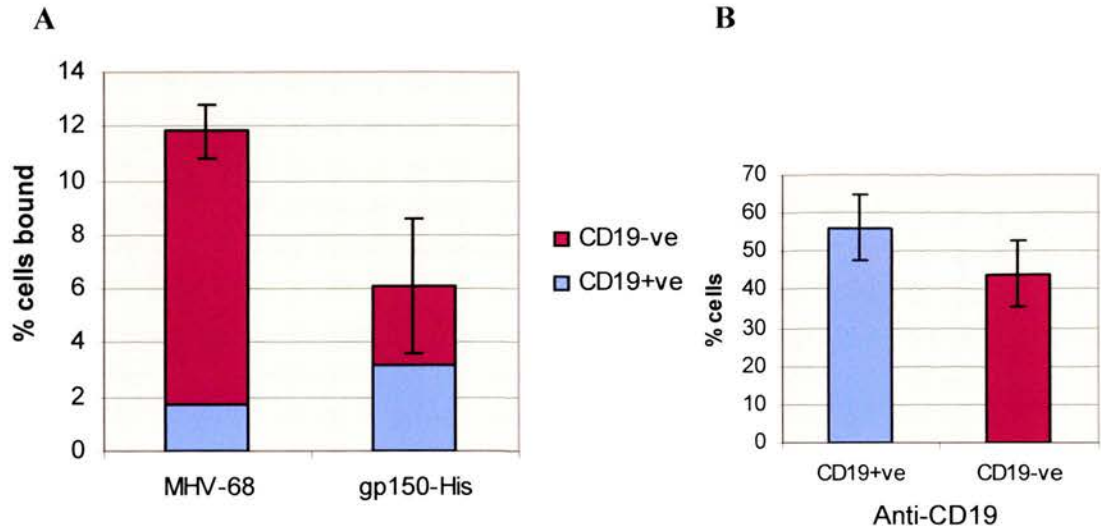 A
14
12
10
8
6
4
2
0
% cells bound
MHV-68
gp150-His
CD19-ve
CD19+ve
B
70
60
50
40
30
20
10
0
% cells
CD19+ve
CD19-ve
Anti-CD19